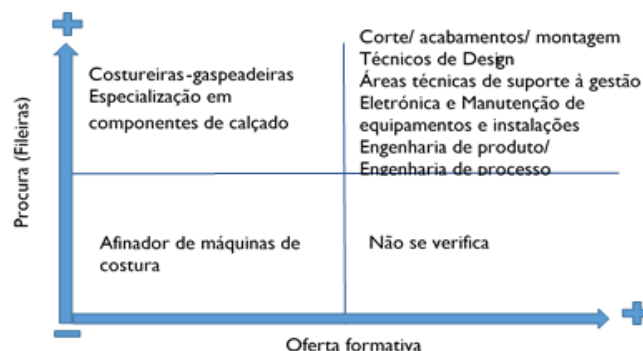 Procura (Fileiras)
Costureiras-gaspeadeiras
Especialização em
componentes de calçado
Corte/ acabamentos/ montagem
Técnicos de Design
Áreas técnicas de suporte à gestão
Eletrónica e Manutenção de
equipamentos e instalações
Engenharia de produto/
Engenharia de processo
Afinador de máquinas de
costura
Não se verifica
Oferta formativa